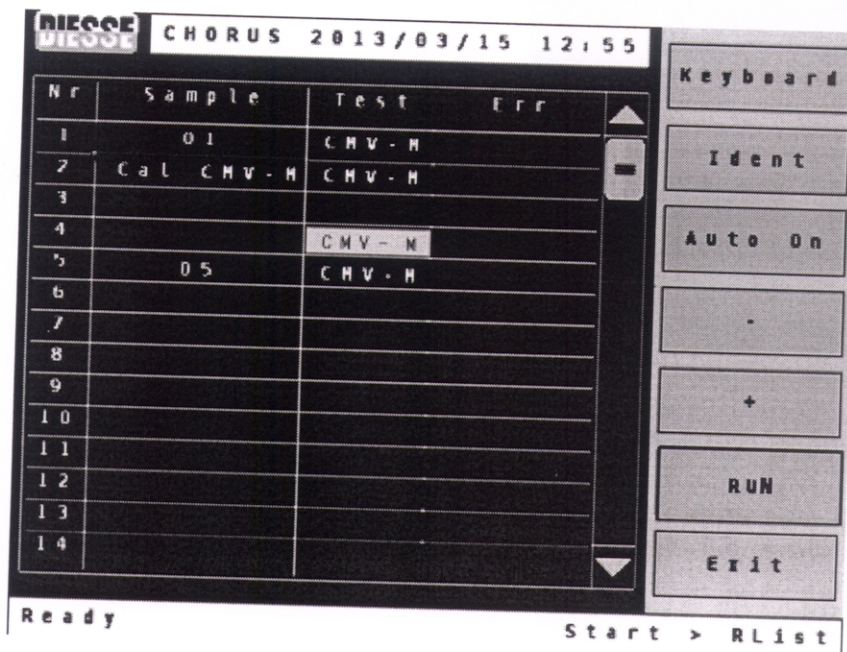 DIESSE CHORUS 2013/03/15 12:55
Nr Sample Test Err
1 01 CMV-M
2 Cal CMV-M CMV-M
3
4 CMV-M
5 05 CMV-M
6
7
8
9
10
11
12
13
14
Keyboard
Ident
Auto On
-
+
RUN
Exit
Ready
Start > RList